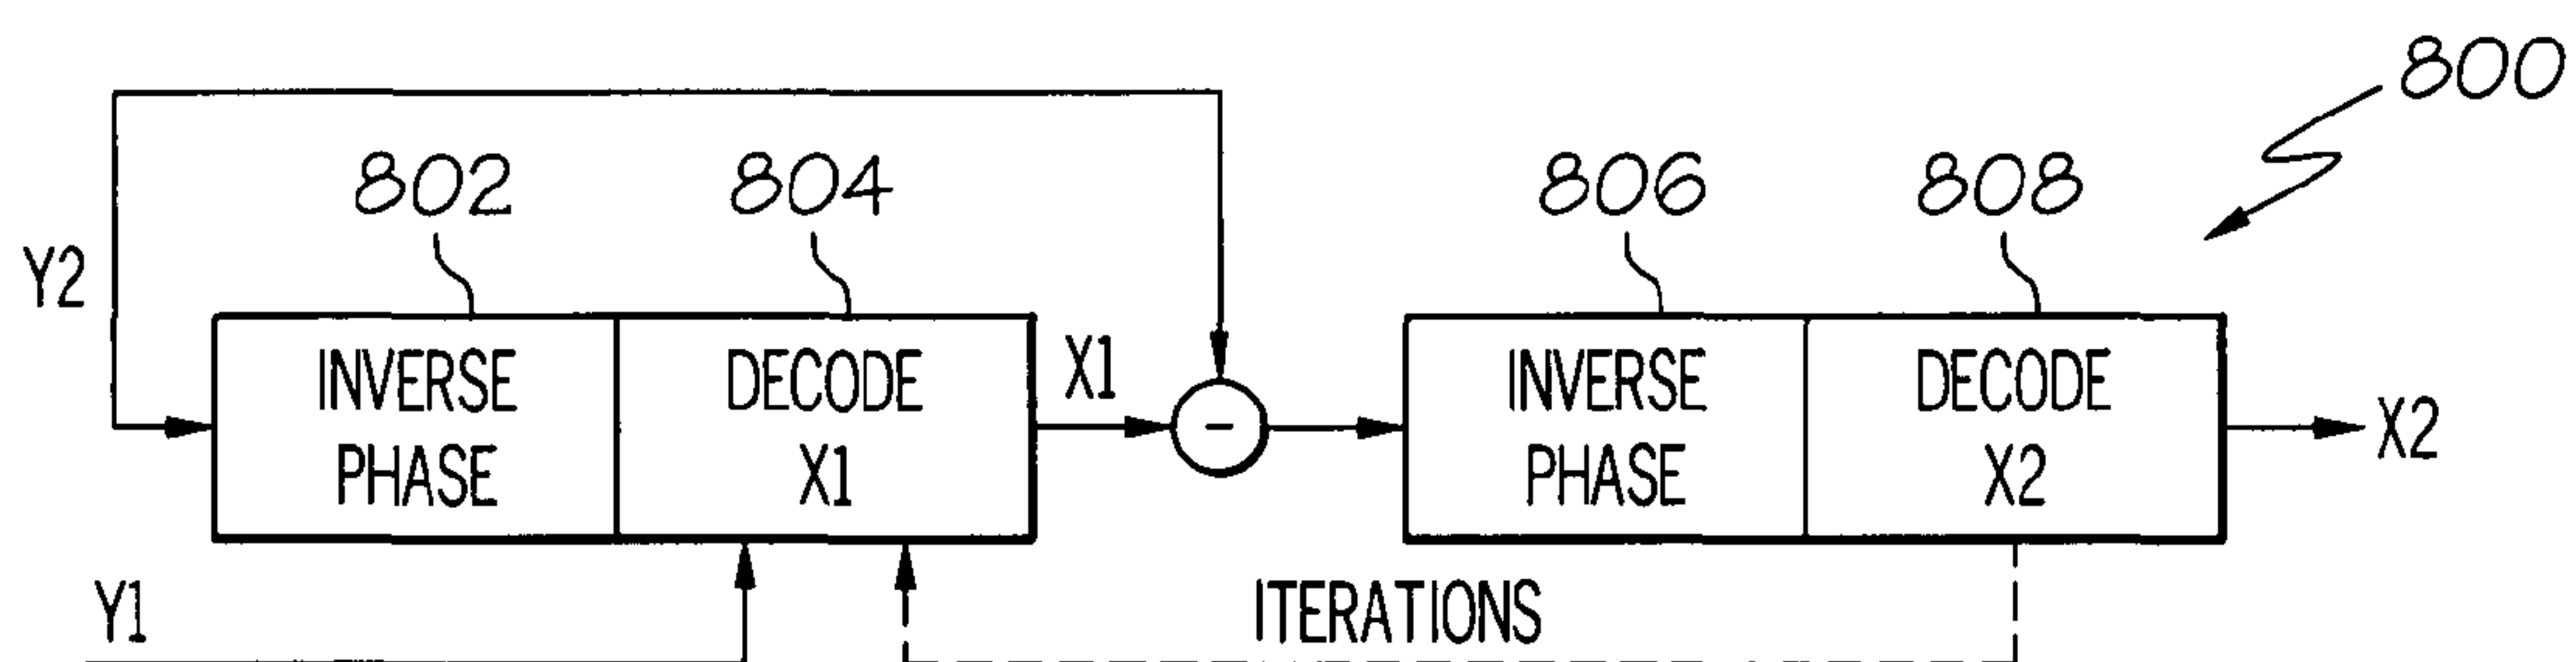 800
802
804
806
808
Y2
INVERSE
PHASE
DECODE
X1
X1
-
INVERSE
PHASE
DECODE
X2
X2
Y1
ITERATIONS